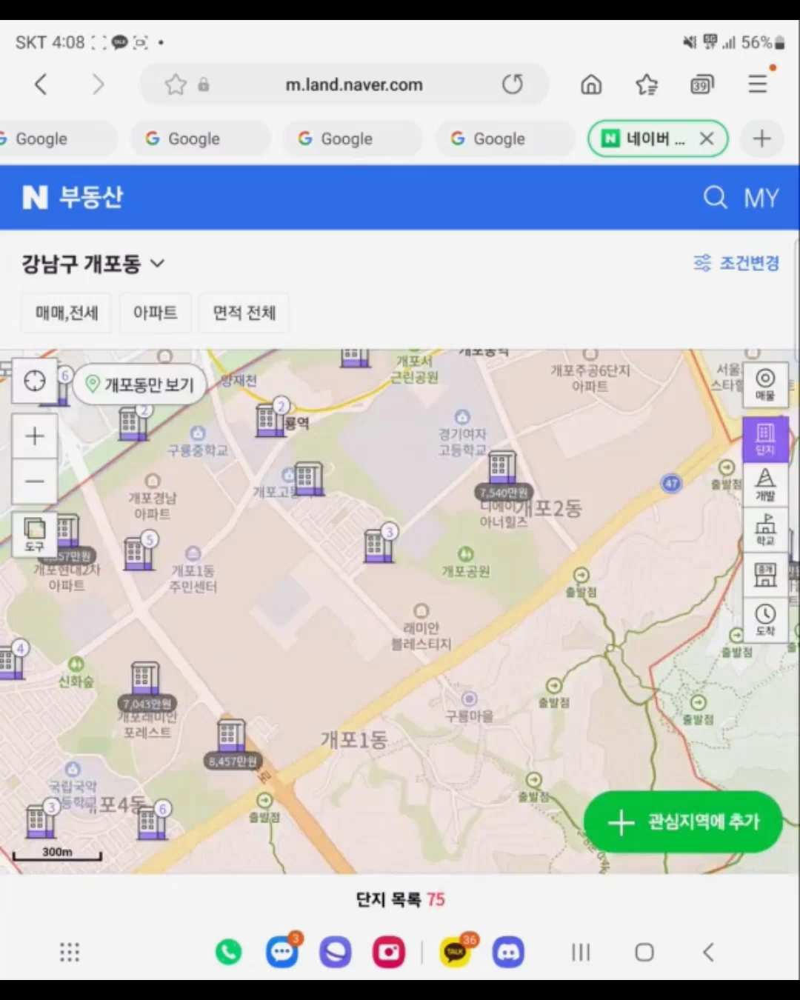 SKT 4:08
56%
m.land.naver.com
39
Google
Google
Google
Google
N 네이버 ...
N 부동산
MY
강남구 개포동
조건변경
매매,전세
아파트
면적 전체
개포동만 보기
6
양재천
개포서
근린공원
개포주공6단지
아파트
매물
2
2
룡역
구룡중학교
경기여자
고등학교
47
출발점
단지
개발
개포고등
개포경남
아파트
7,540만원
디에이
아너힐즈
개포2동
도구
5
3
학교
개포현대2차
아파트
개포1동
주민센터
개포공원
출발점
중개
래미안
블레스티지
도착
출발점
4
신화숲
7,043만원
개포래미안
포레스트
출발점
구룡마을
출발점
개포1동
8,457만원
국립국악
포4동
3
6
출발점
출발점
관심지역에 추가
300m
단지 목록 75
3
TALK
36